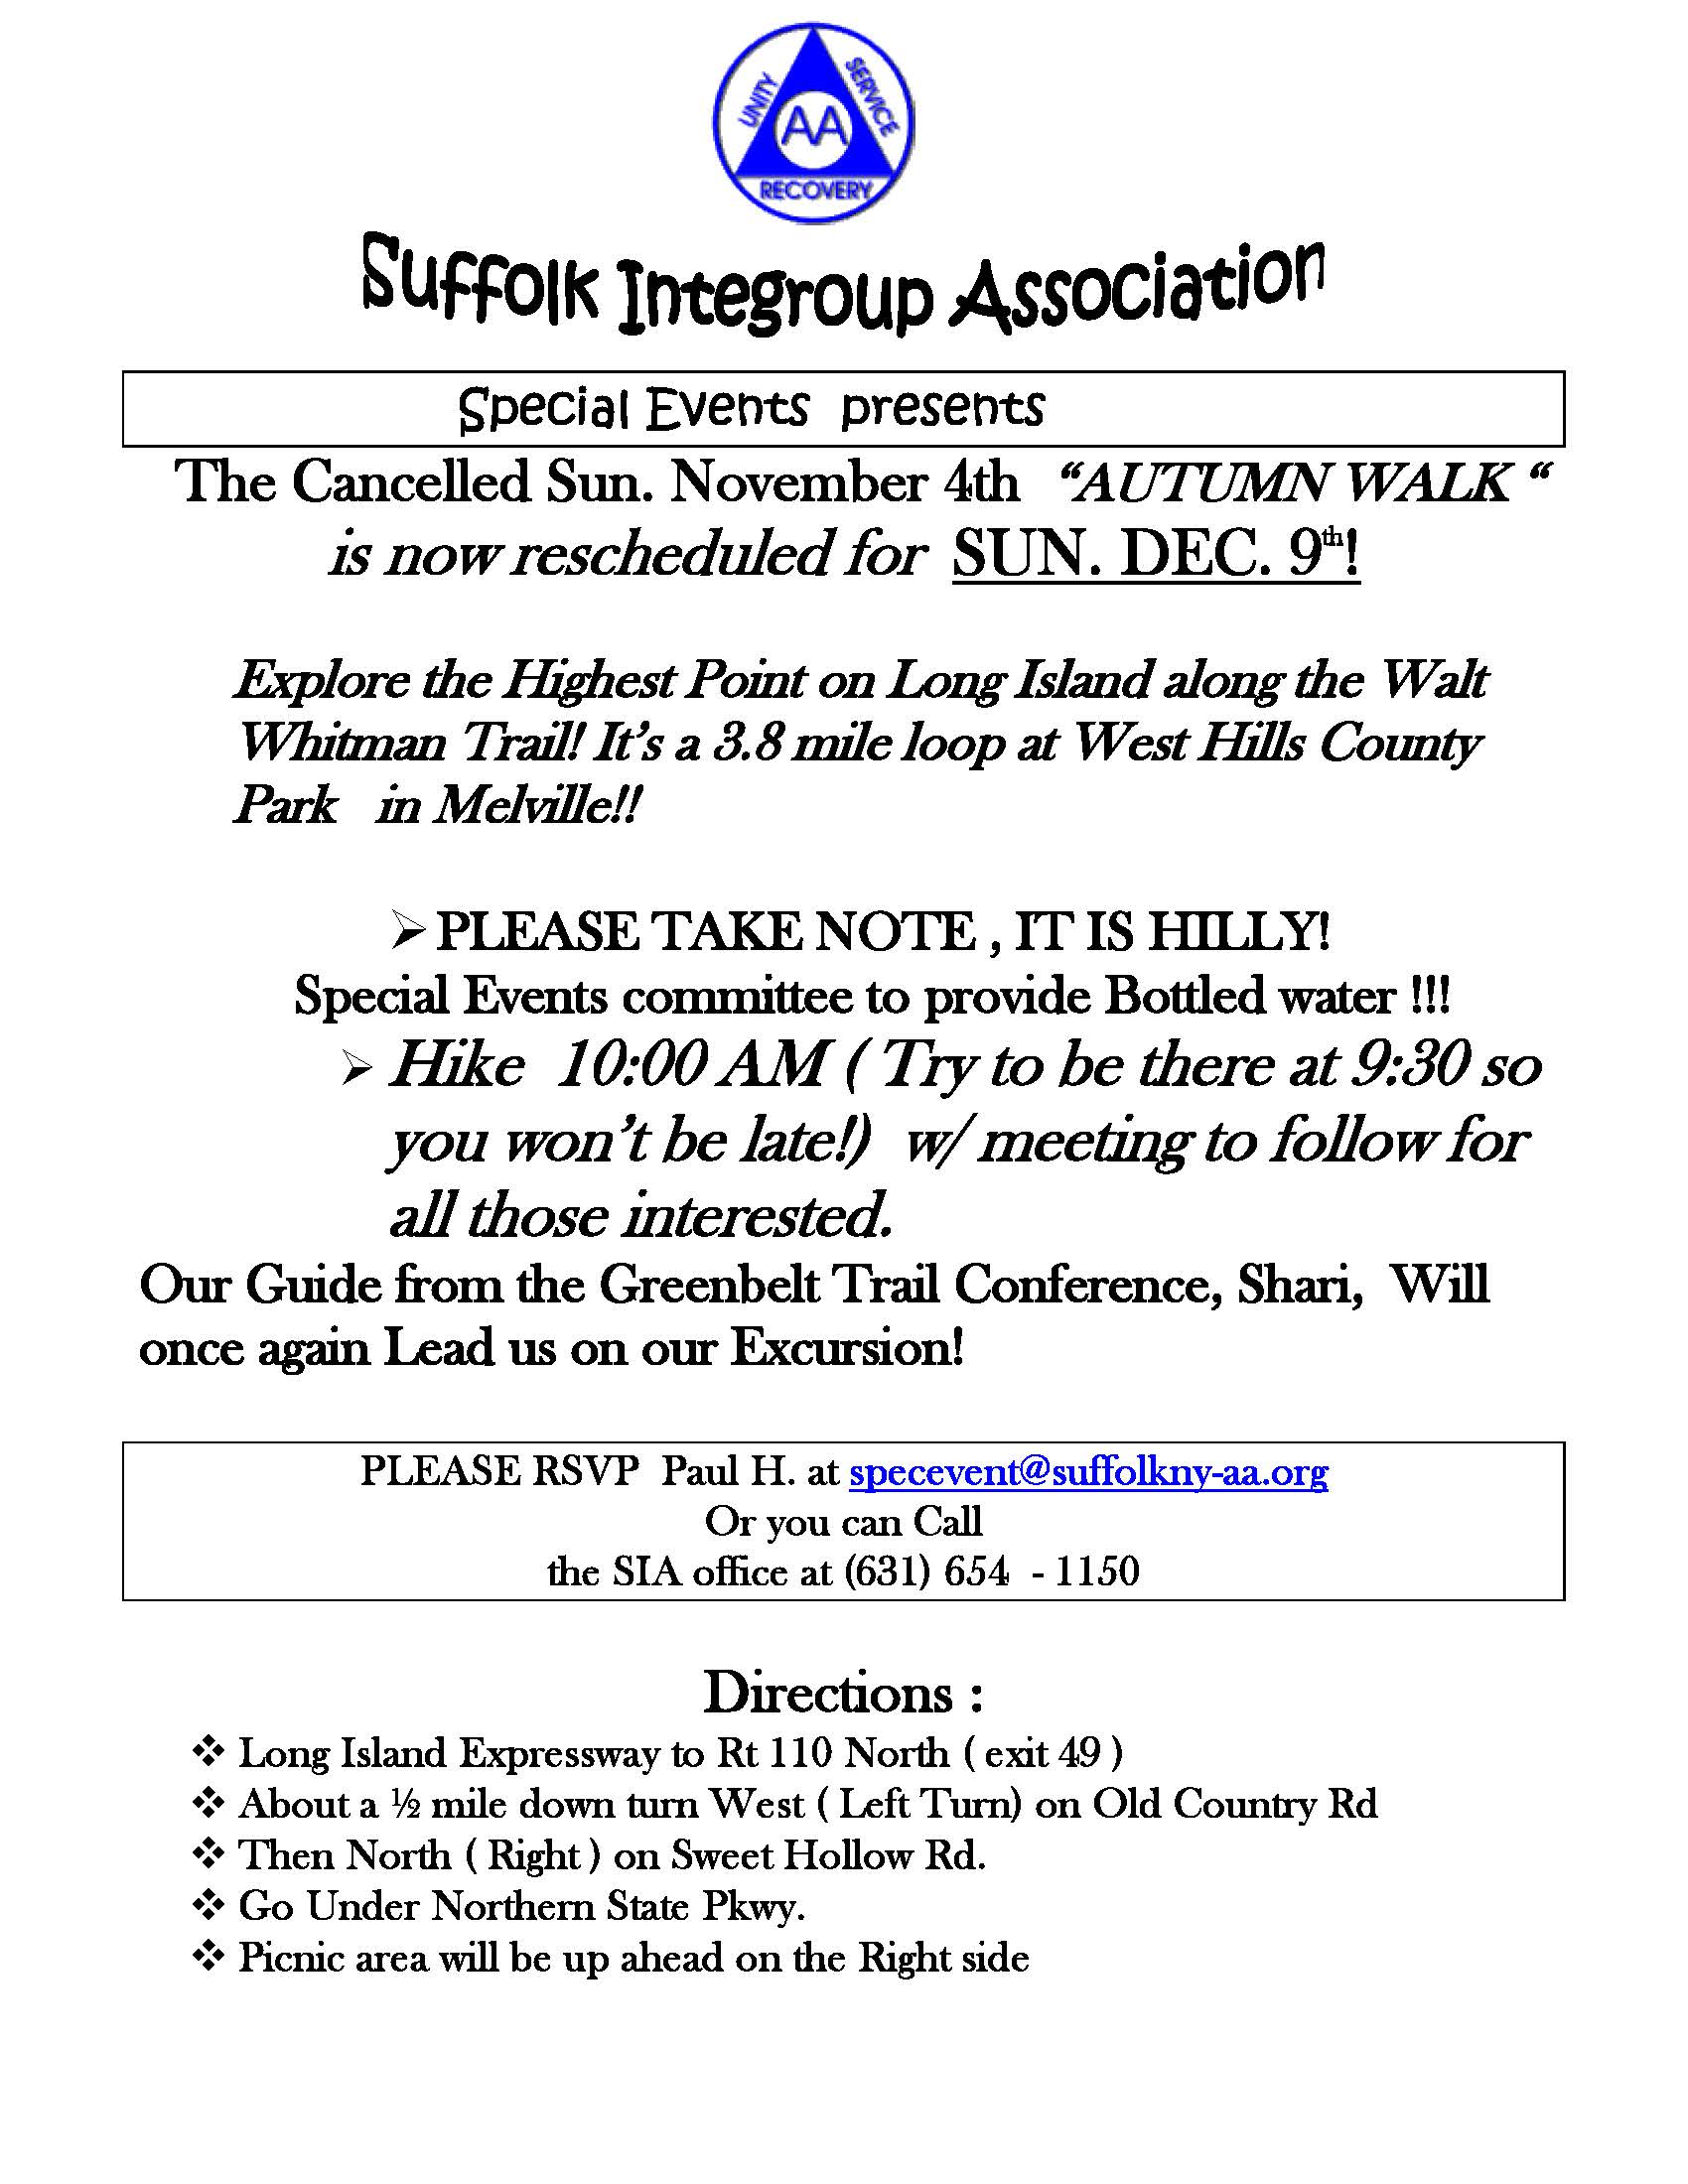 UNITY
SERVICE
AA
RECOVERY
Suffolk Integroup Association
Special Events  presents
The Cancelled Sun. November 4th  “AUTUMN WALK “
is now rescheduled for  SUN. DEC. 9th!
Explore the Highest Point on Long Island along the Walt
Whitman Trail! It’s a 3.8 mile loop at West Hills County
Park   in Melville!!
➢ PLEASE TAKE NOTE , IT IS HILLY!
Special Events committee to provide Bottled water !!!
➢ Hike  10:00 AM ( Try to be there at 9:30 so
you won’t be late!)  w/ meeting to follow for
all those interested.
Our Guide from the Greenbelt Trail Conference, Shari,  Will
once again Lead us on our Excursion!
PLEASE RSVP  Paul H. at specevent@suffolkny-aa.org
Or you can Call
the SIA office at (631) 654  - 1150
Directions :
❖ Long Island Expressway to Rt 110 North ( exit 49 )
❖ About a ½ mile down turn West ( Left Turn) on Old Country Rd
❖ Then North ( Right ) on Sweet Hollow Rd.
❖ Go Under Northern State Pkwy.
❖ Picnic area will be up ahead on the Right side